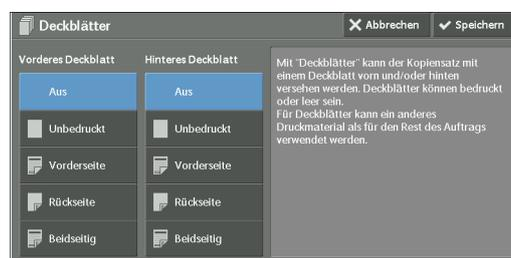 Deckblätter
Abbrechen
Speichern
Vorderes Deckblatt
Aus
Unbedruckt
Vorderseite
Rückseite
Beidseitig
Hinteres Deckblatt
Aus
Unbedruckt
Vorderseite
Rückseite
Beidseitig
Mit "Deckblätter" kann der Kopiensatz mit
einem Deckblatt vorn und/oder hinten
versehen werden. Deckblätter können bedruckt
oder leer sein.
Für Deckblätter kann ein anderes
Druckmaterial als für den Rest des Auftrags
verwendet werden.